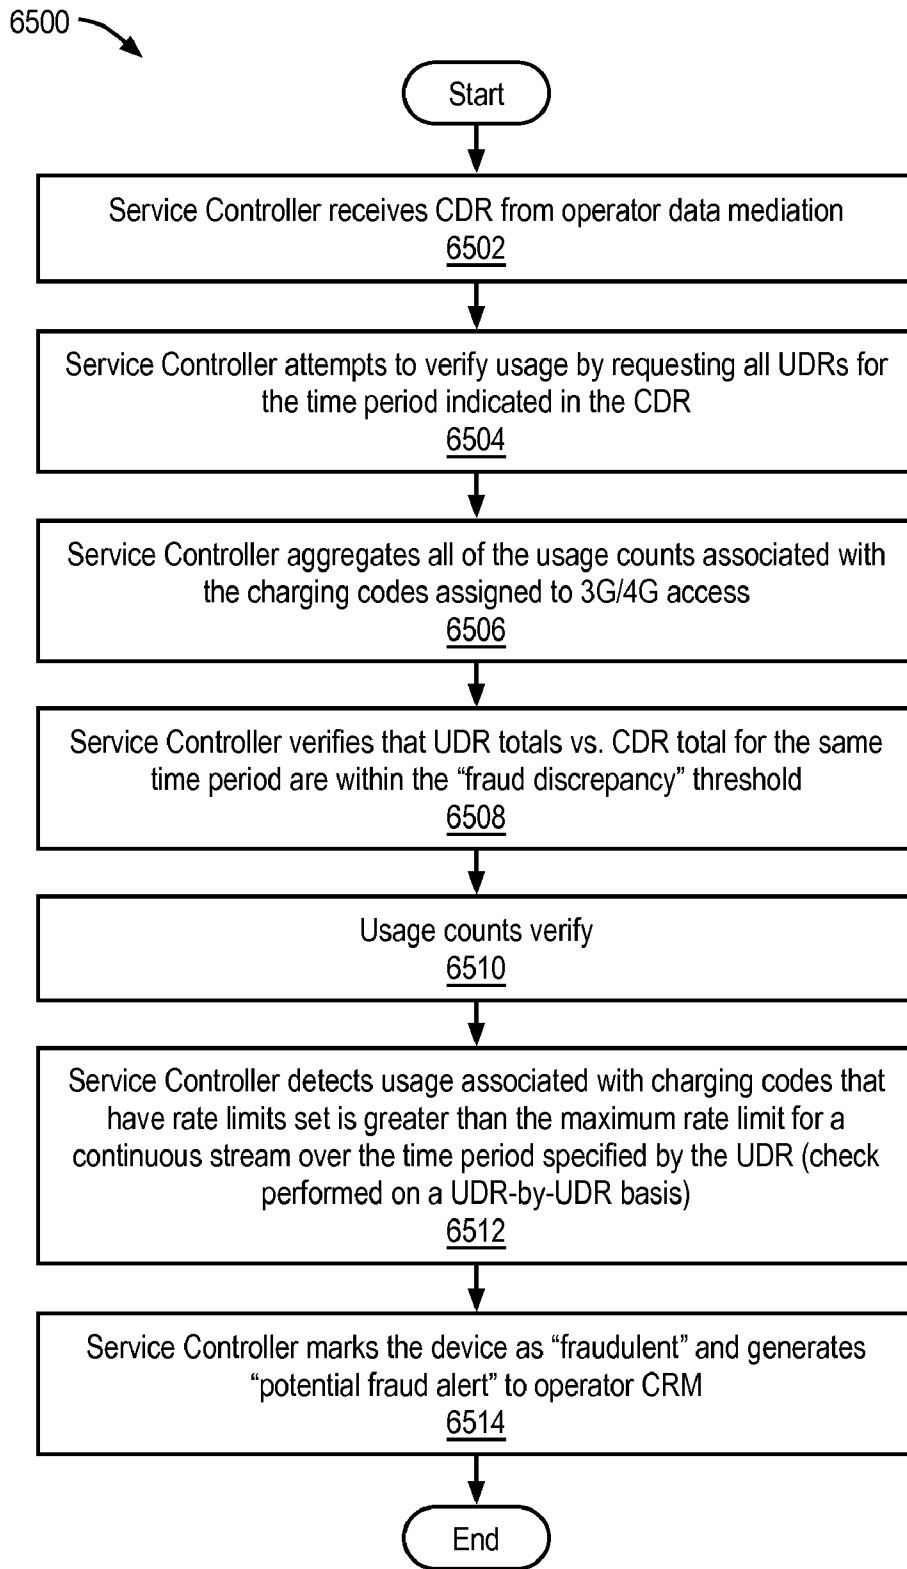 6500
Start
Service Controller receives CDR from operator data mediation
6502
Service Controller attempts to verify usage by requesting all UDRs for
the time period indicated in the CDR
6504
Service Controller aggregates all of the usage counts associated with
the charging codes assigned to 3G/4G access
6506
Service Controller verifies that UDR totals vs. CDR total for the same
time period are within the “fraud discrepancy” threshold
6508
Usage counts verify
6510
Service Controller detects usage associated with charging codes that
have rate limits set is greater than the maximum rate limit for a
continuous stream over the time period specified by the UDR (check
performed on a UDR-by-UDR basis)
6512
Service Controller marks the device as “fraudulent” and generates
“potential fraud alert” to operator CRM
6514
End